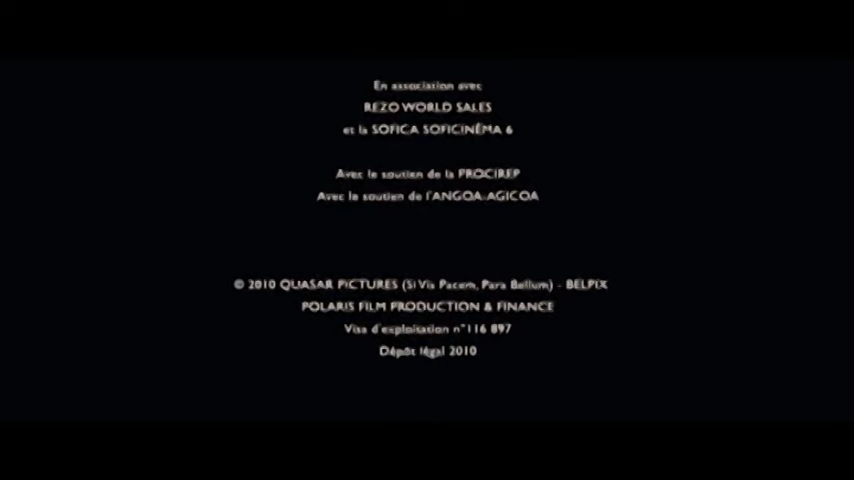 En association avec
REZO WORLD SALES
et la SOFICA SOFICINÉMA 6
Avec le soutien de la PROCIREP
Avec le soutien de l'ANGOA-AGICOA
© 2010 QUASAR PICTURES (Si Vis Pacem, Para Bellum) - BELPIX
POLARIS FILM PRODUCTION & FINANCE
Visa d'exploitation n°116 897
Dépôt légal 2010